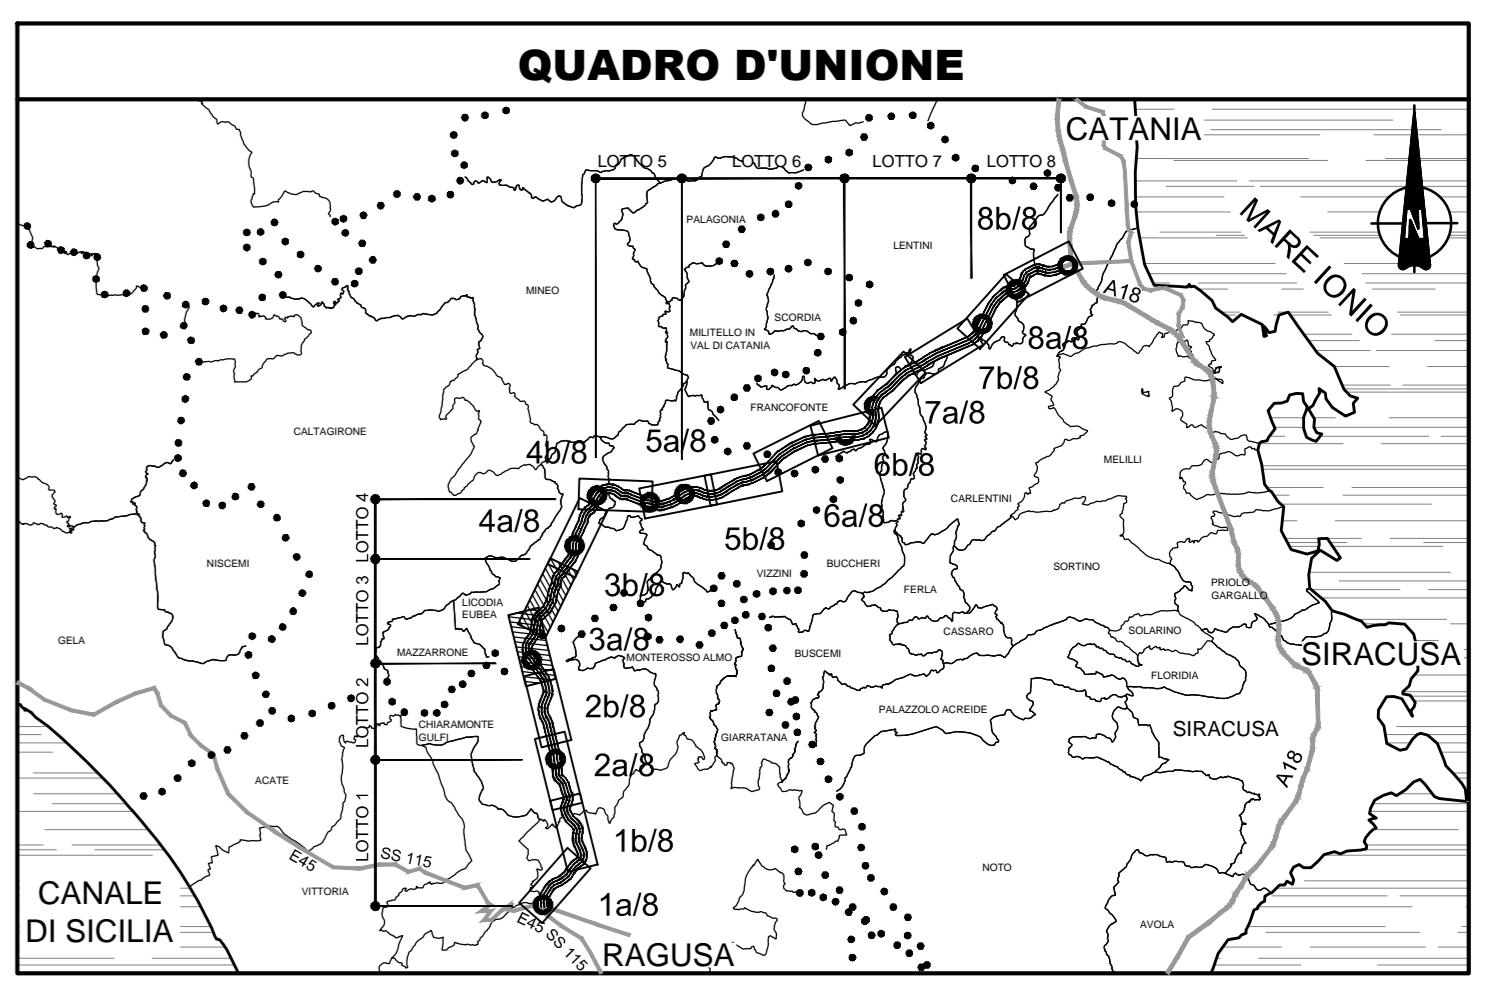 QUADRO D'UNIONE
CATANIA
LOTTO 5
LOTTO 6
LOTTO 7
LOTTO 8
N
MARE IONIO
8b/8
PALAGONIA
LENTINI
MINEO
A18
SCORDIA
MILITELLO IN
VAL DI CATANIA
8a/8
7b/8
7a/8
FRANCOFONTE
CALTAGIRONE
4b/8
5a/8
6b/8
MELILLI
CARLENTINI
4a/8
6a/8
5b/8
LOTTO 4
NISCEMI
VIZZINI
BUCCHERI
FERLA
SORTINO
PRIOLO
GARGALLO
3b/8
LOTTO 3
LICODIA
EUBEA
GELA
3a/8
CASSARO
SOLARINO
MAZZARRONE
MONTEROSSO ALMO
BUSCEMI
SIRACUSA
FLORIDIA
2b/8
LOTTO 2
PALAZZOLO ACREIDE
CHIARAMONTE
GULFI
GIARRATANA
SIRACUSA
2a/8
A18
ACATE
LOTTO 1
1b/8
E45
SS 115
NOTO
VITTORIA
CANALE
DI SICILIA
1a/8
E45 SS 115
AVOLA
RAGUSA